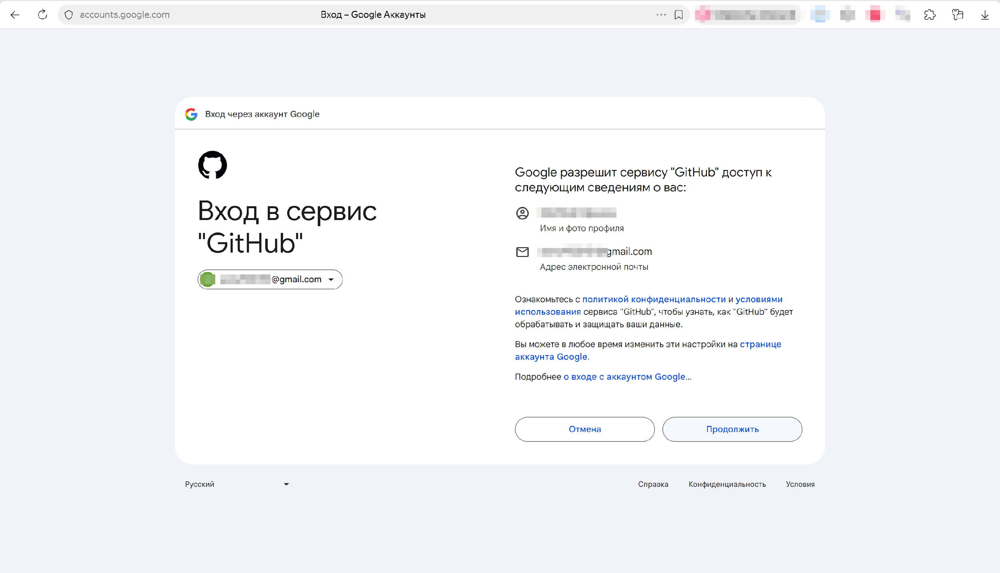 accounts.google.com
Вход – Google Аккаунты
Вход через аккаунт Google
Вход в сервис
"GitHub"
@gmail.com
Google разрешит сервису "GitHub" доступ к
следующим сведениям о вас:
Имя и фото профиля
gmail.com
Адрес электронной почты
Ознакомьтесь с политикой конфиденциальности и условиями
использования сервиса "GitHub", чтобы узнать, как "GitHub" будет
обрабатывать и защищать ваши данные.
Вы можете в любое время изменить эти настройки на странице
аккаунта Google.
Подробнее о входе с аккаунтом Google...
Отмена
Продолжить
Русский
Справка
Конфиденциальность
Условия